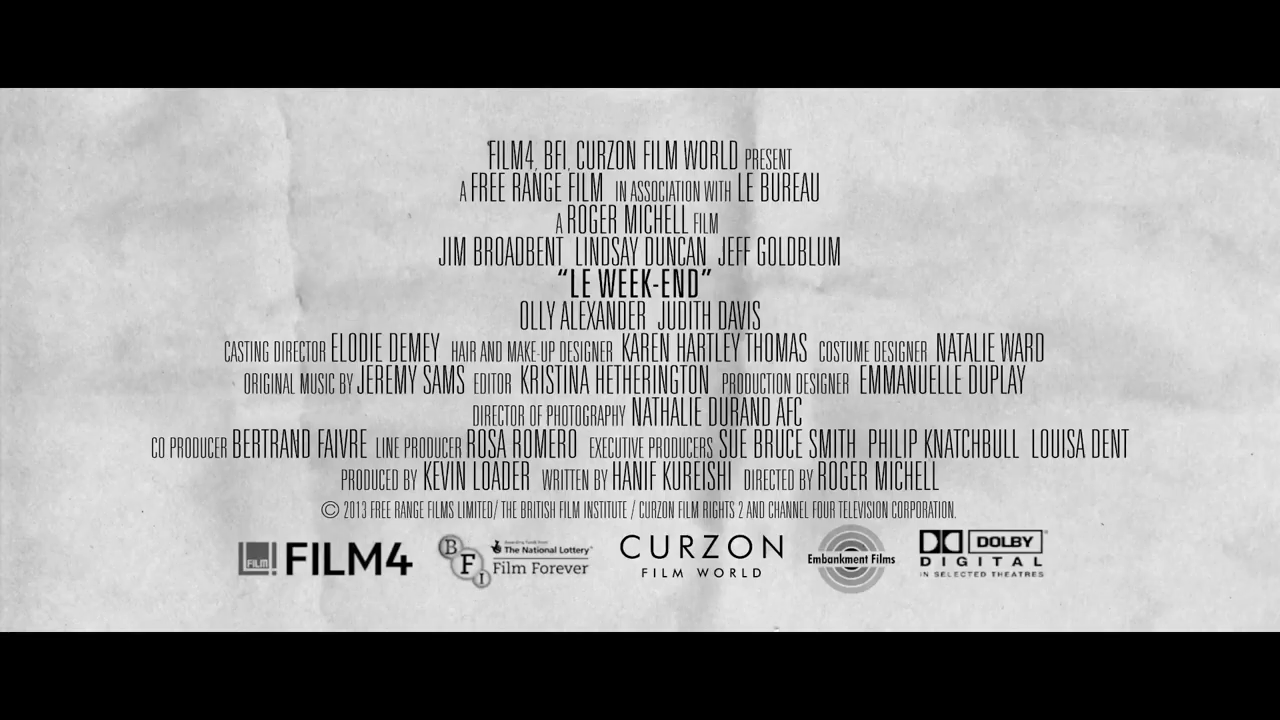 FILM4, BFI, CURZON FILM WORLD PRESENT
A FREE RANGE FILM IN ASSOCIATION WITH LE BUREAU
A ROGER MICHELL FILM
JIM BROADBENT LINDSAY DUNCAN JEFF GOLDBLUM
"LE WEEK-END"
OLLY ALEXANDER JUDITH DAVIS
CASTING DIRECTOR ELODIE DEMEY HAIR AND MAKE-UP DESIGNER KAREN HARTLEY THOMAS COSTUME DESIGNER NATALIE WARD
ORIGINAL MUSIC BY JEREMY SAMS EDITOR KRISTINA HETHERINGTON PRODUCTION DESIGNER EMMANUELLE DUPLAY
DIRECTOR OF PHOTOGRAPHY NATHALIE DURAND AFC
CO PRODUCER BERTRAND FAIVRE LINE PRODUCER ROSA ROMERO EXECUTIVE PRODUCERS SUE BRUCE SMITH PHILIP KNATCHBULL LOUISA DENT
PRODUCED BY KEVIN LOADER WRITTEN BY HANIF KUREISHI DIRECTED BY ROGER MICHELL
© 2013 FREE RANGE FILMS LIMITED/ THE BRITISH FILM INSTITUTE / CURZON FILM RIGHTS 2 AND CHANNEL FOUR TELEVISION CORPORATION.
FILM FILM4
BFI
The National Lottery®
Film Forever
CURZON
FILM WORLD
Embankment Films
DOLBY
DIGITAL
IN SELECTED THEATRES